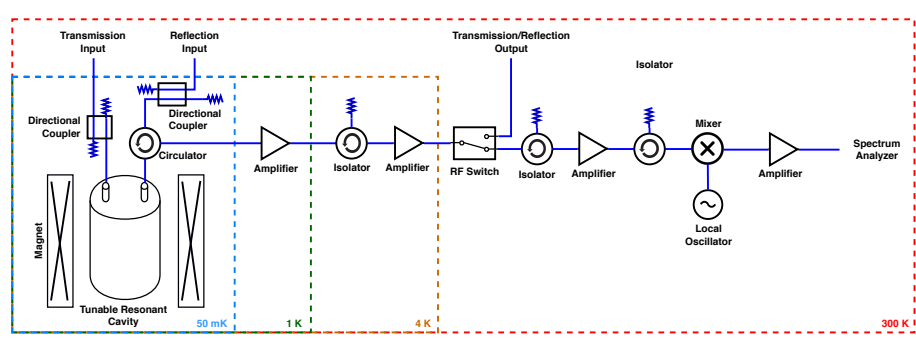 Transmission
Input
Reflection
Input
Transmission/Reflection
Output
Isolator
Directional
Coupler
Directional
Coupler
Circulator
Amplifier
Isolator
Amplifier
RF Switch
Isolator
Amplifier
Mixer
Amplifier
Spectrum
Analyzer
Local
Oscillator
Magnet
Tunable Resonant
Cavity
50 mK
1 K
4 K
300 K